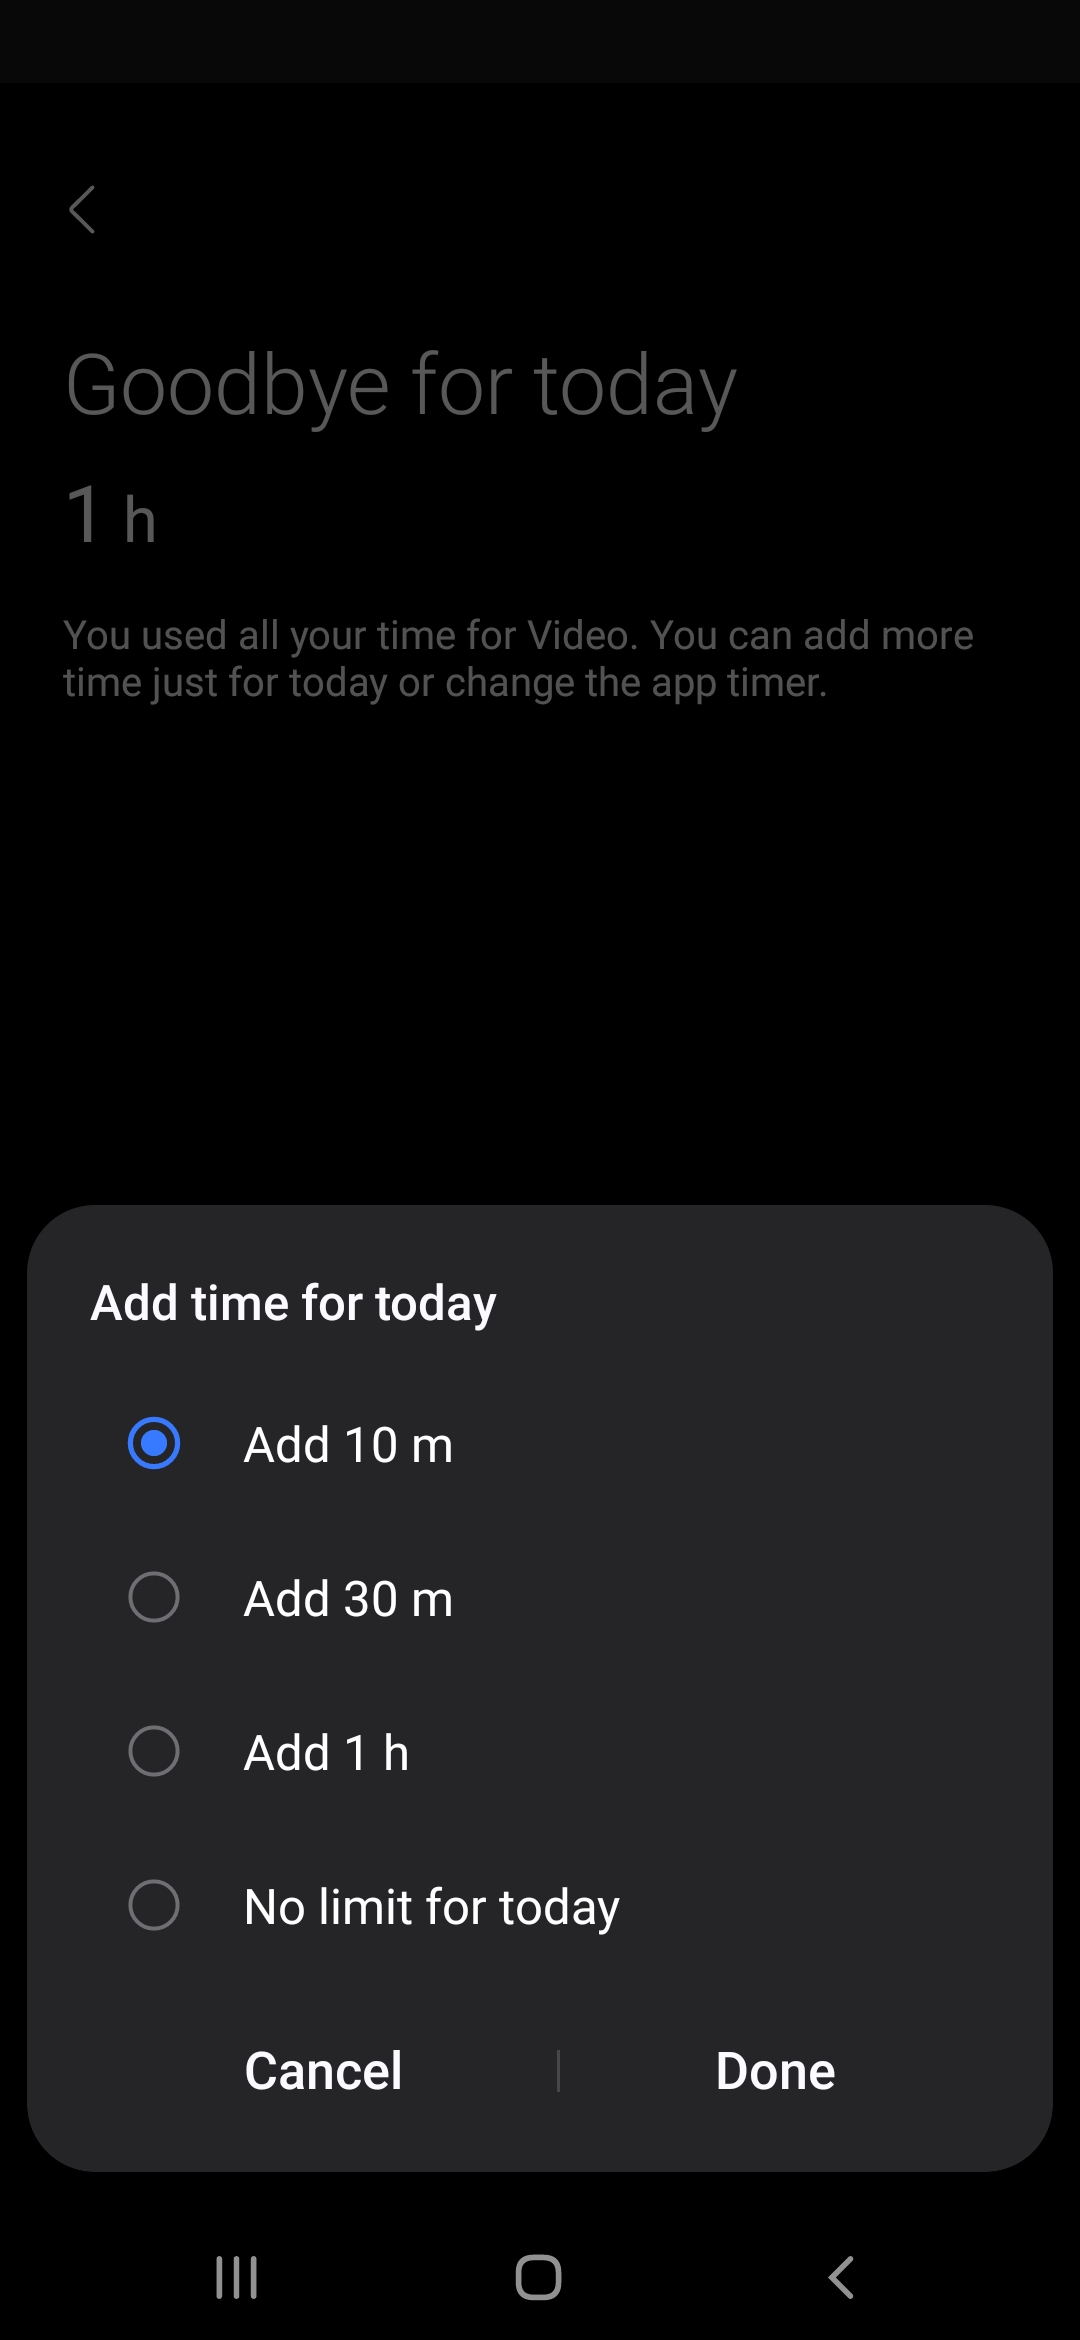 Goodbye for today
1 h
You used all your time for Video. You can add more
time just for today or change the app timer.
Add time for today
Add 10 m
Add 30 m
Add 1 h
No limit for today
Cancel
Done